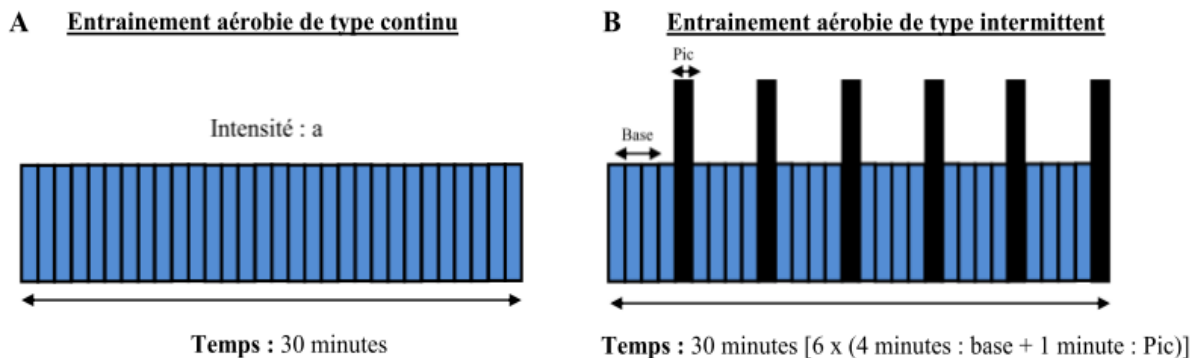 A Entrainement aérobie de type continu
Intensité : a
Temps : 30 minutes
B Entrainement aérobie de type intermittent
Pic
Base
Temps : 30 minutes [6 x (4 minutes : base + 1 minute : Pic)]